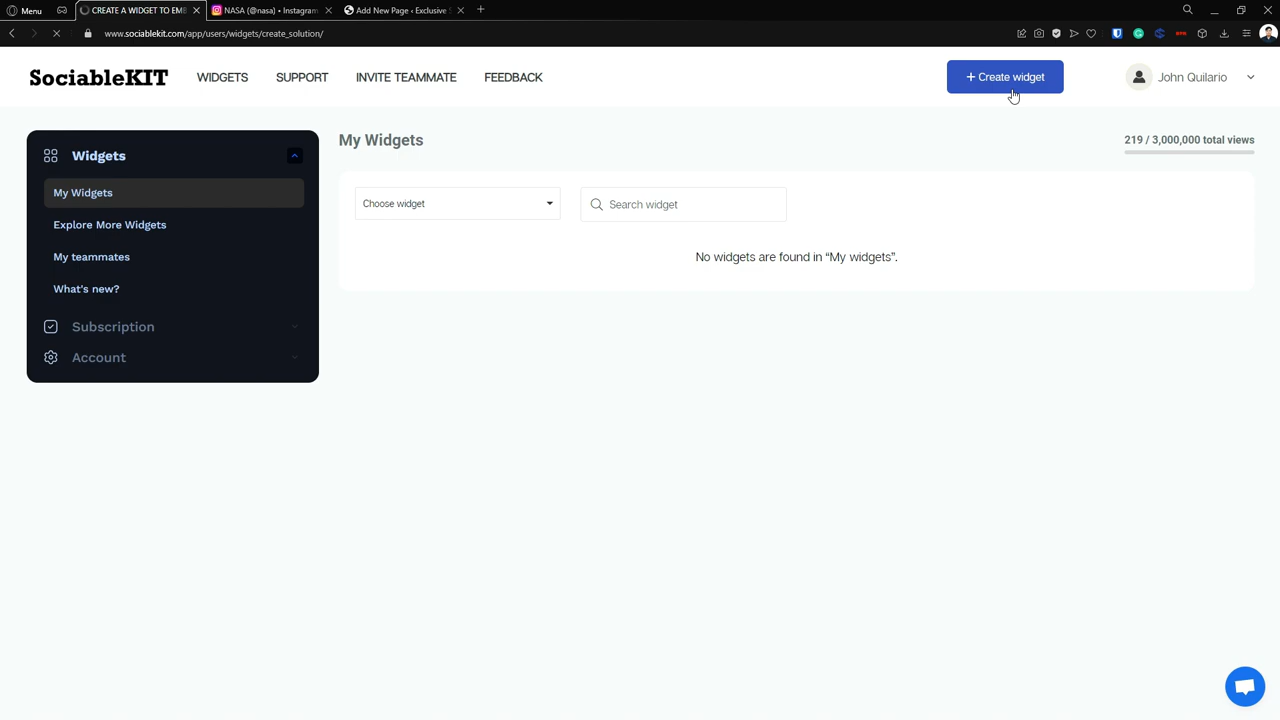 Menu
CREATE A WIDGET TO EMB
NASA (@nasa) • Instagram
Add New Page ‹ Exclusive S
www.sociablekit.com/app/users/widgets/create_solution/
SociableKIT
WIDGETS
SUPPORT
INVITE TEAMMATE
FEEDBACK
+ Create widget
John Quilario
Widgets
My Widgets
Explore More Widgets
My teammates
What's new?
Subscription
Account
My Widgets
219 / 3,000,000 total views
Choose widget
Search widget
No widgets are found in “My widgets”.